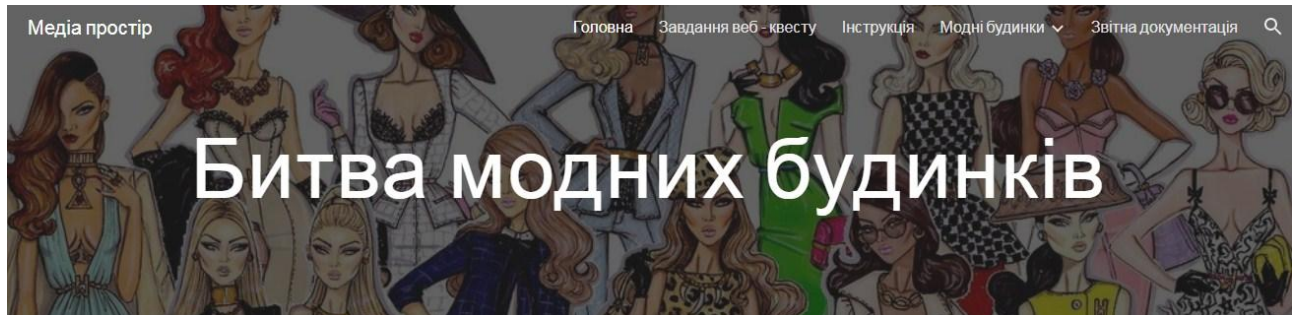 Медіа простір Головна Завдання веб - квесту Інструкція Модні будинки Звітна документація
Битва модних будинків